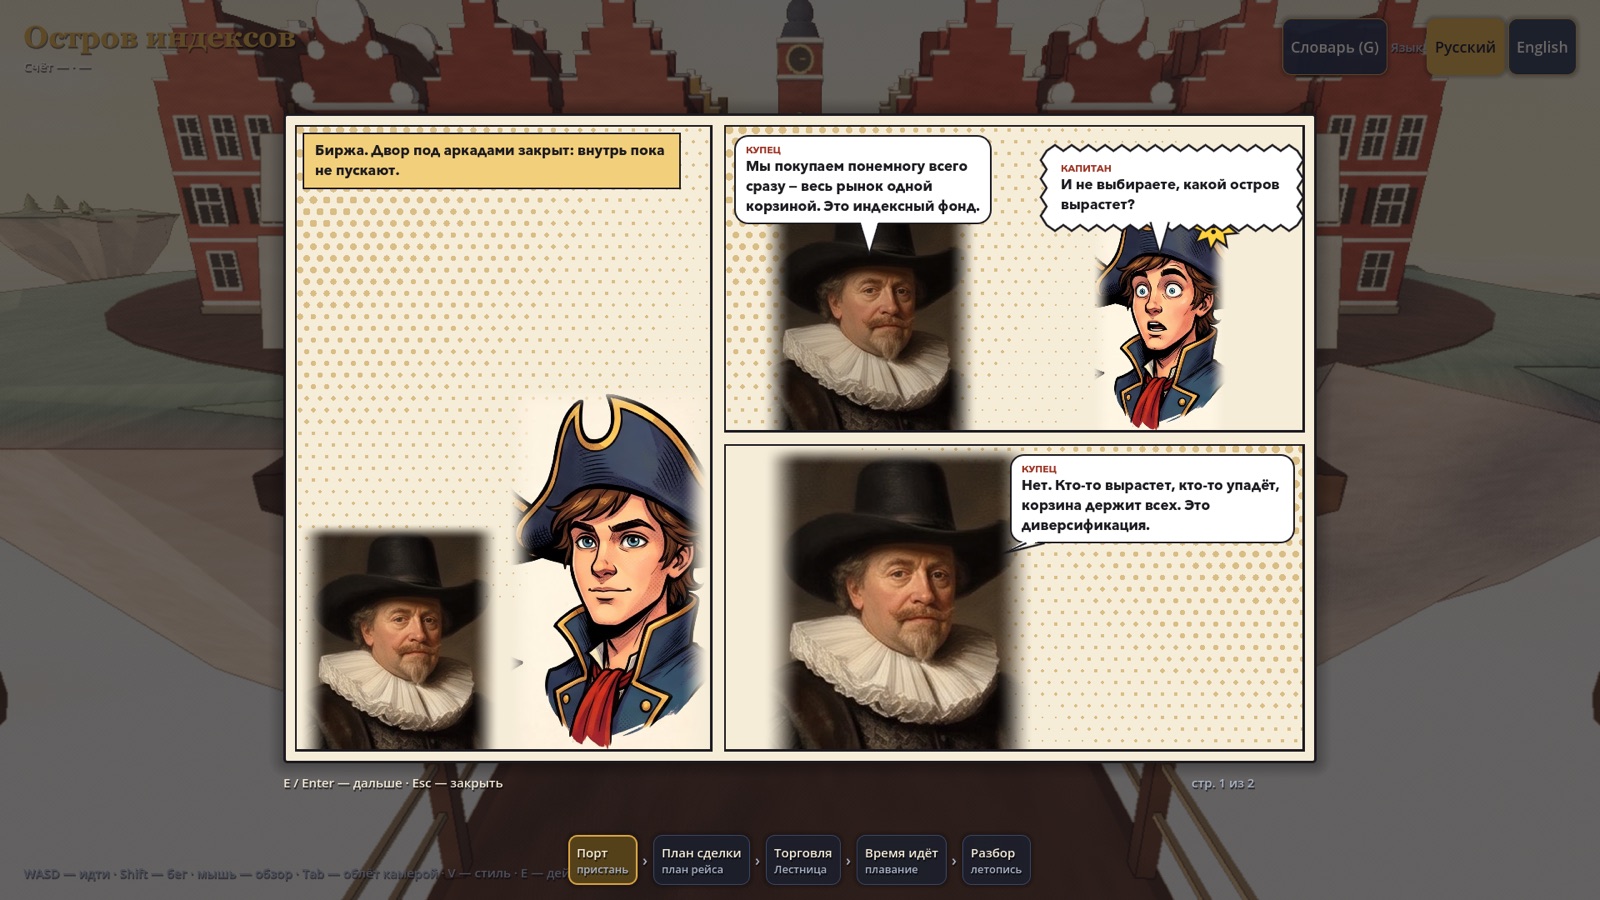 Остров индексов
Счёт — · —
Словарь (G)
Язык
Русский
English
Биржа. Двор под аркадами закрыт: внутрь пока
не пускают.
КУПЕЦ
Мы покупаем понемногу всего
сразу — весь рынок одной
корзиной. Это индексный фонд.
КАПИТАН
И не выбираете, какой остров
вырастет?
КУПЕЦ
Нет. Кто-то вырастет, кто-то упадёт,
корзина держит всех. Это
диверсификация.
E / Enter — дальше · Esc — закрыть
стр. 1 из 2
WASD — идти · Shift — бег · мышь — обзор · Tab — облёт камерой · V — стиль · E — дей
Порт
пристань
›
План сделки
план рейса
›
Торговля
Лестница
›
Время идёт
плавание
›
Разбор
летопись